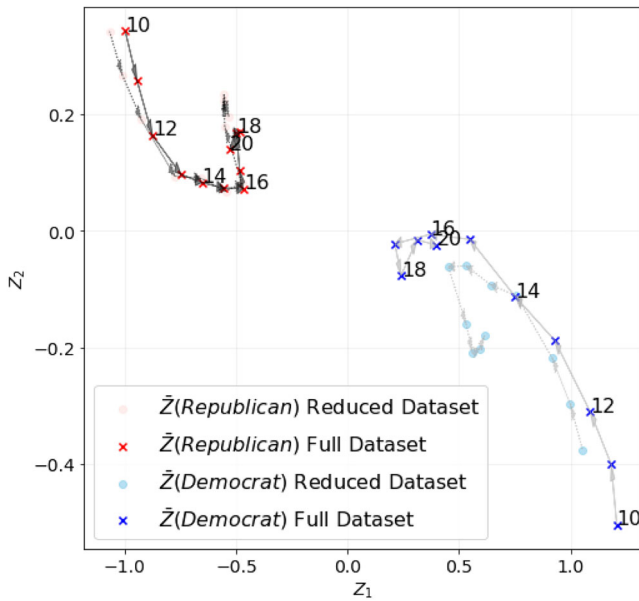 10
0.2
12
18
20
14
16
0.0
16
20
18
14
Z₂
−0.2
12
−0.4
10
Z̄(Republican) Reduced Dataset
Z̄(Republican) Full Dataset
Z̄(Democrat) Reduced Dataset
Z̄(Democrat) Full Dataset
−1.0 −0.5 0.0 0.5 1.0
Z₁